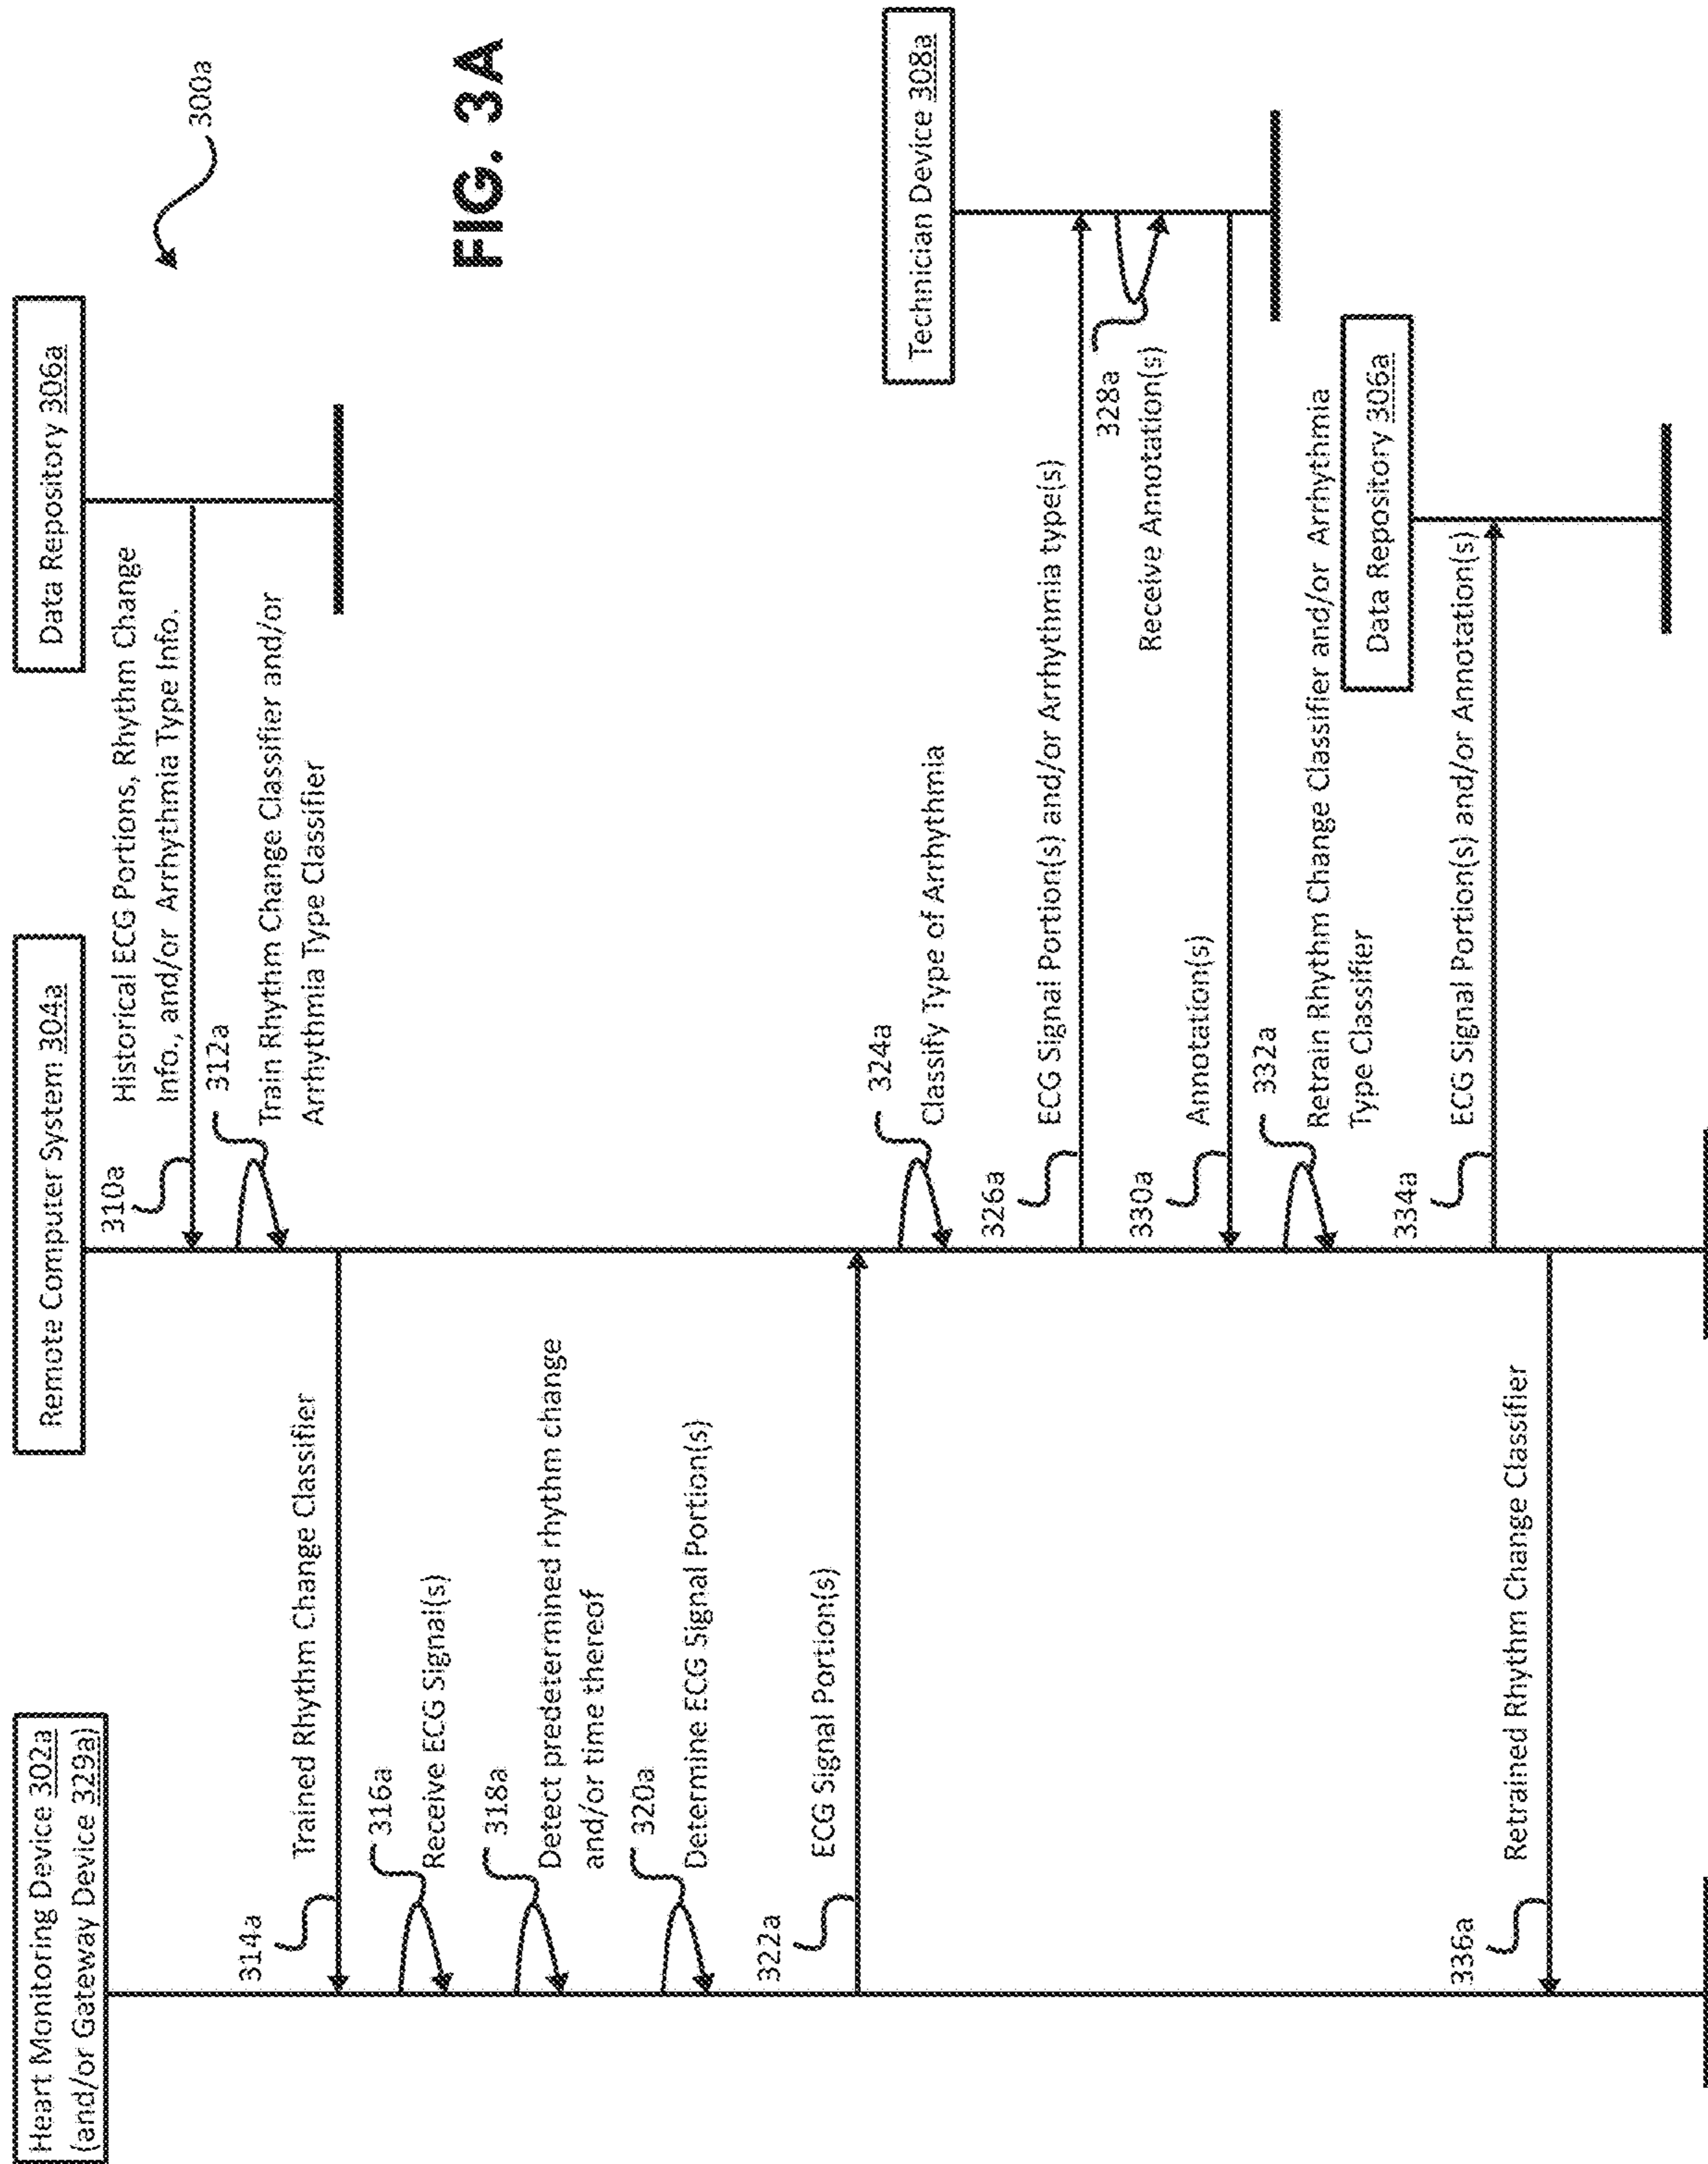 300a
FIG. 3A
Heart Monitoring Device 302a
(and/or Gateway Device 329a)
Remote Computer System 304a
Data Repository 306a
310a
Historical ECG Portions, Rhythm Change
Info., and/or Arrhythmia Type Info.
312a
Train Rhythm Change Classifier and/or
Arrhythmia Type Classifier
314a
Trained Rhythm Change Classifier
316a
Receive ECG Signal(s)
318a
Detect predetermined rhythm change
and/or time thereof
320a
Determine ECG Signal Portion(s)
322a
ECG Signal Portion(s)
324a
Classify Type of Arrhythmia
Technician Device 308a
326a
ECG Signal Portion(s) and/or Arrhythmia type(s)
328a
Receive Annotation(s)
330a
Annotation(s)
332a
Retrain Rhythm Change Classifier and/or Arrhythmia
Type Classifier
Data Repository 306a
334a
ECG Signal Portion(s) and/or Annotation(s)
336a
Retrained Rhythm Change Classifier